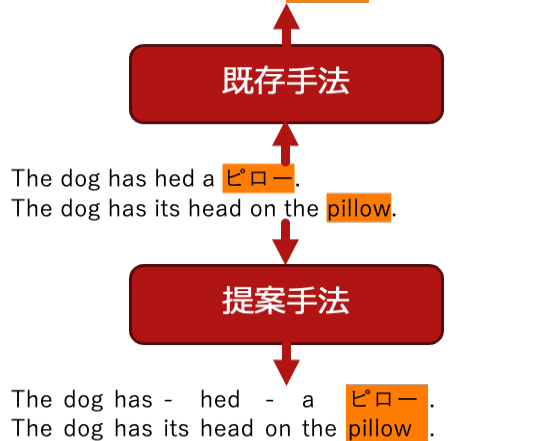 既存手法
The dog has hed a ピロー.
The dog has its head on the pillow.
提案手法
The dog has - hed - a ピロー .
The dog has its head on the pillow .